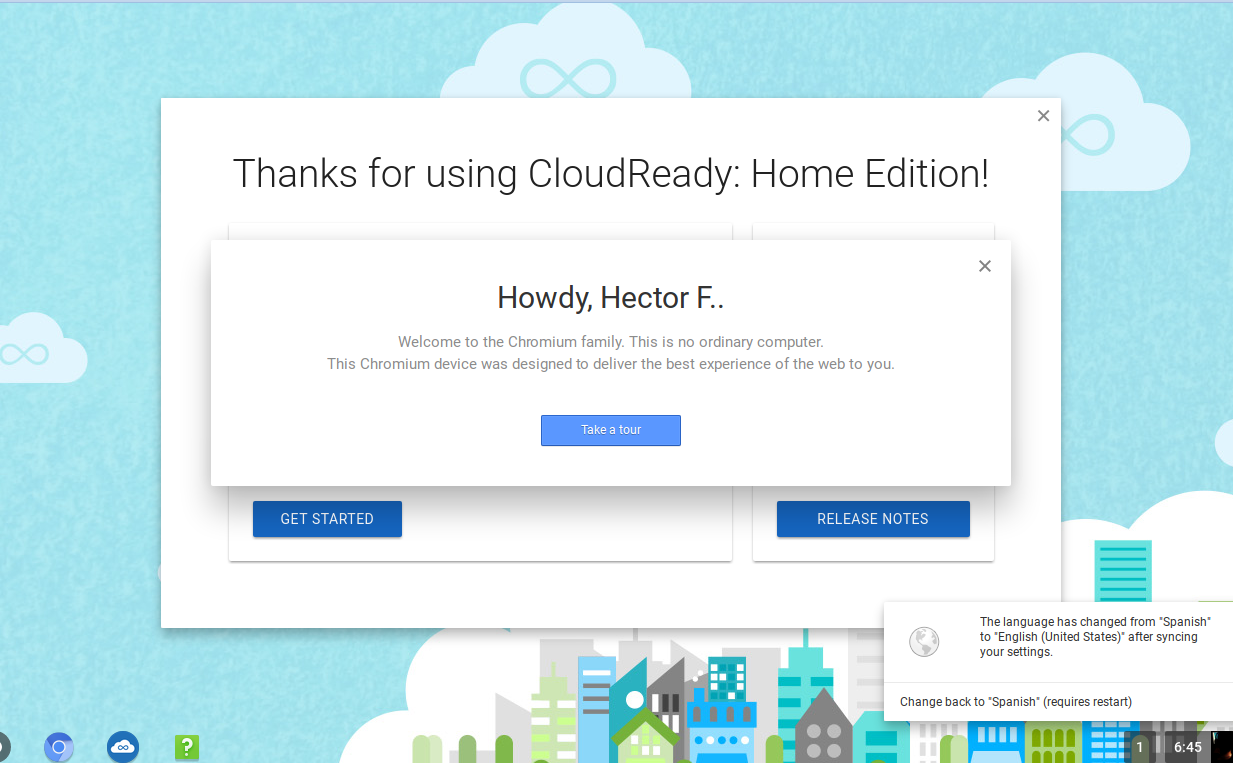 Thanks for using CloudReady: Home Edition!
Howdy, Hector F..
Welcome to the Chromium family. This is no ordinary computer.
This Chromium device was designed to deliver the best experience of the web to you.
Take a tour
GET STARTED
RELEASE NOTES
The language has changed from "Spanish"
to "English (United States)" after syncing
your settings.
Change back to "Spanish" (requires restart)
?
1
6:45